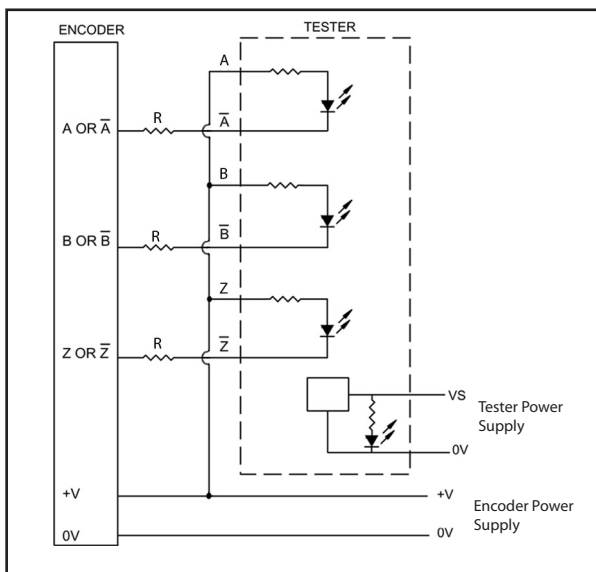 ENCODER
TESTER
A
A OR A̅
R
A̅
B
B OR B̅
R
B̅
Z
Z OR Z̅
R
Z̅
VS
Tester Power
Supply
0V
+V
+V
Encoder Power
Supply
0V
0V